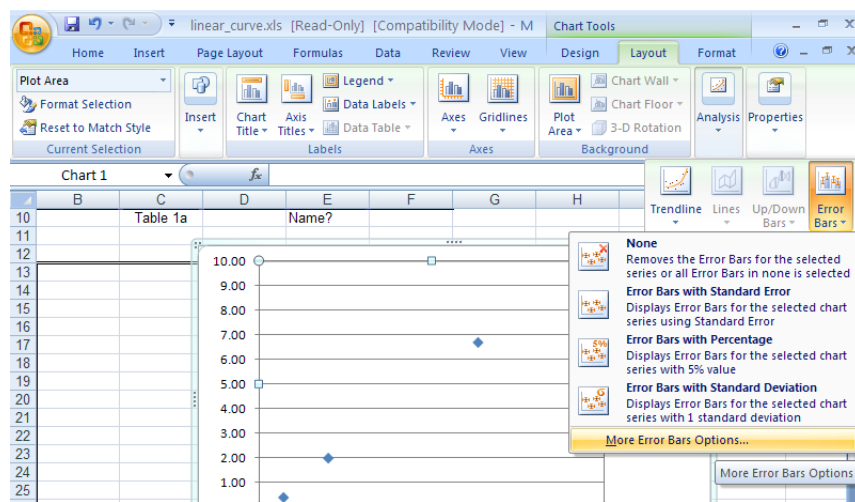 linear_curve.xls [Read-Only] [Compatibility Mode] - M
Chart Tools
Home Insert Page Layout Formulas Data Review View Design Layout Format
Plot Area
Format Selection
Reset to Match Style
Current Selection
Insert
Chart Title
Axis Titles
Legend
Data Labels
Data Table
Labels
Axes
Gridlines
Axes
Plot Area
Chart Wall
Chart Floor
3-D Rotation
Background
Analysis
Properties
Chart 1
fx
Trendline
Lines
Up/Down Bars
Error Bars
B C D E F G H
10 Table 1a Name?
11
12
13
14
15
16
17
18
19
20
21
22
23
24
25
10.00
9.00
8.00
7.00
6.00
5.00
4.00
3.00
2.00
1.00
None
Removes the Error Bars for the selected
series or all Error Bars in none is selected
Error Bars with Standard Error
Displays Error Bars for the selected chart
series using Standard Error
5%
Error Bars with Percentage
Displays Error Bars for the selected chart
series with 5% value
Error Bars with Standard Deviation
Displays Error Bars for the selected chart
series with 1 standard deviation
More Error Bars Options...
More Error Bars Options